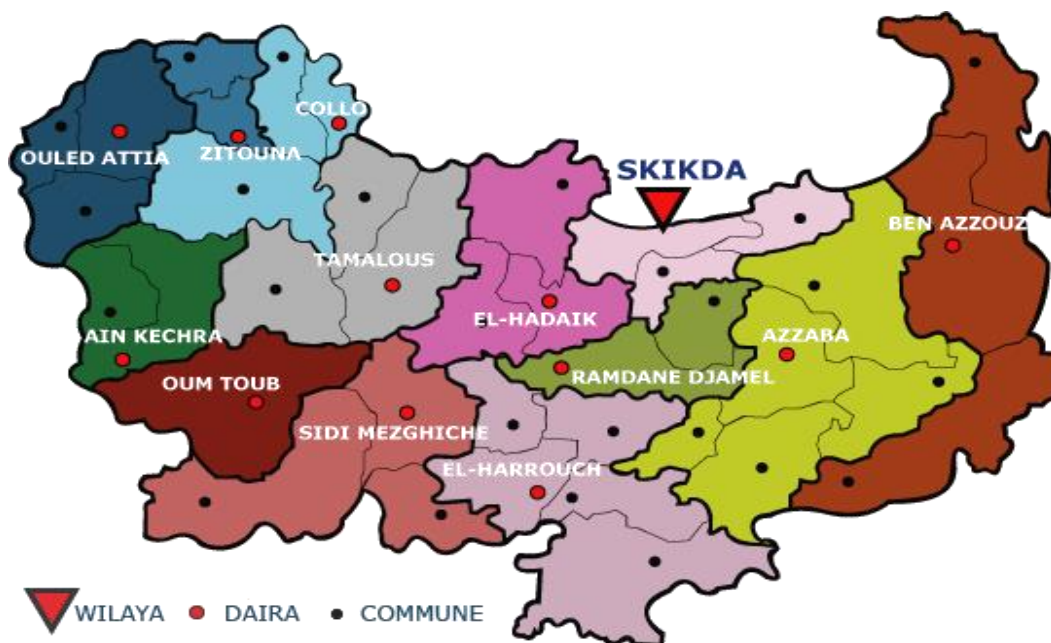 COLLO
OULED ATTIA
ZITOUNA
SKIKDA
BEN AZZOUZ
TAMALOUS
EL-HADAIK
AIN KECHRA
AZZABA
OUM TOUB
RAMDANE DJAMEL
SIDI MEZGHICHE
EL-HARROUCH
WILAYA
DAIRA
COMMUNE